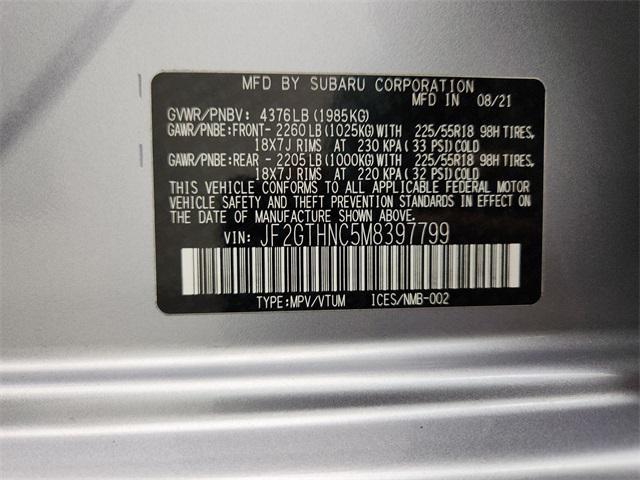 MFD BY SUBARU CORPORATION
MFD IN 08/21
GVWR/PNBV: 4376LB(1985KG)
GAWR/PNBE:FRONT- 2260LB(1025KG)WITH 225/55R18 98H TIRES,
18X7J RIMS AT 230 KPA(33 PSI)COLD
GAWR/PNBE:REAR - 2205LB(1000KG)WITH 225/55R18 98H TIRES,
18X7J RIMS AT 220 KPA(32 PSI)COLD
THIS VEHICLE CONFORMS TO ALL APPLICABLE FEDERAL MOTOR
VEHICLE SAFETY AND THEFT PREVENTION STANDARDS IN EFFECT
ON THE DATE OF MANUFACTURE SHOWN ABOVE.
VIN: JF2GTHNC5M8397799
TYPE:MPV/VTUM ICES/NMB-002